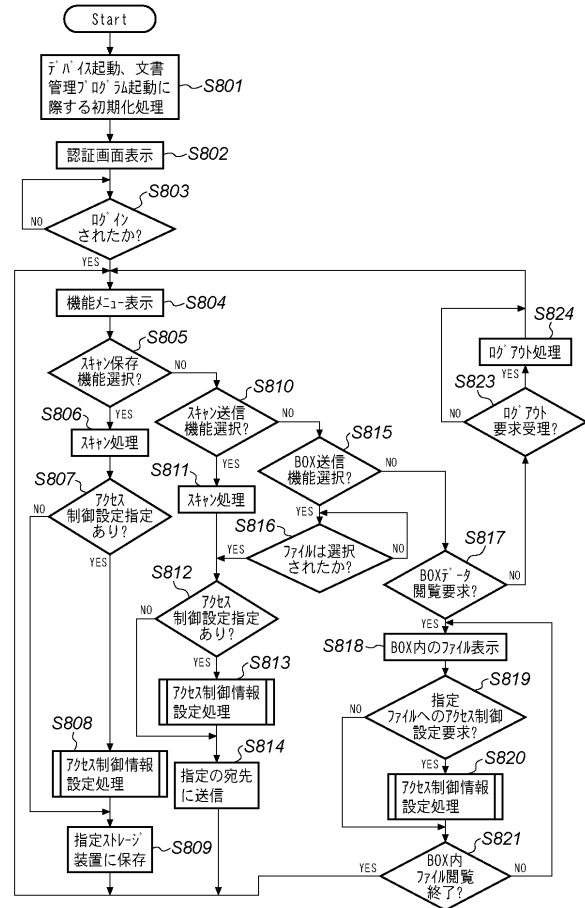 Start
デバイス起動、文書
管理プログラム起動に
際する初期化処理
S801
認証画面表示
S802
S803
ログイン
されたか?
NO
YES
機能メニュー表示
S804
S805
スキャン保存
機能選択?
NO
YES
S806
スキャン処理
S807
アクセス
制御設定指定
あり?
NO
YES
S808
アクセス制御情報
設定処理
指定ストレージ
装置に保存
S809
S810
スキャン送信
機能選択?
NO
YES
S811
スキャン処理
S812
アクセス
制御設定指定
あり?
NO
YES
S813
アクセス制御情報
設定処理
S814
指定の宛先
に送信
S815
BOX送信
機能選択?
NO
YES
S816
ファイルは選択
されたか?
YES
NO
S817
BOXデータ
閲覧要求?
NO
YES
S818
BOX内のファイル表示
S819
指定
ファイルへのアクセス制御
設定要求?
NO
YES
S820
アクセス制御情報
設定処理
S821
BOX内
ファイル閲覧
終了?
YES
NO
S823
ログアウト
要求受理?
NO
YES
S824
ログアウト処理